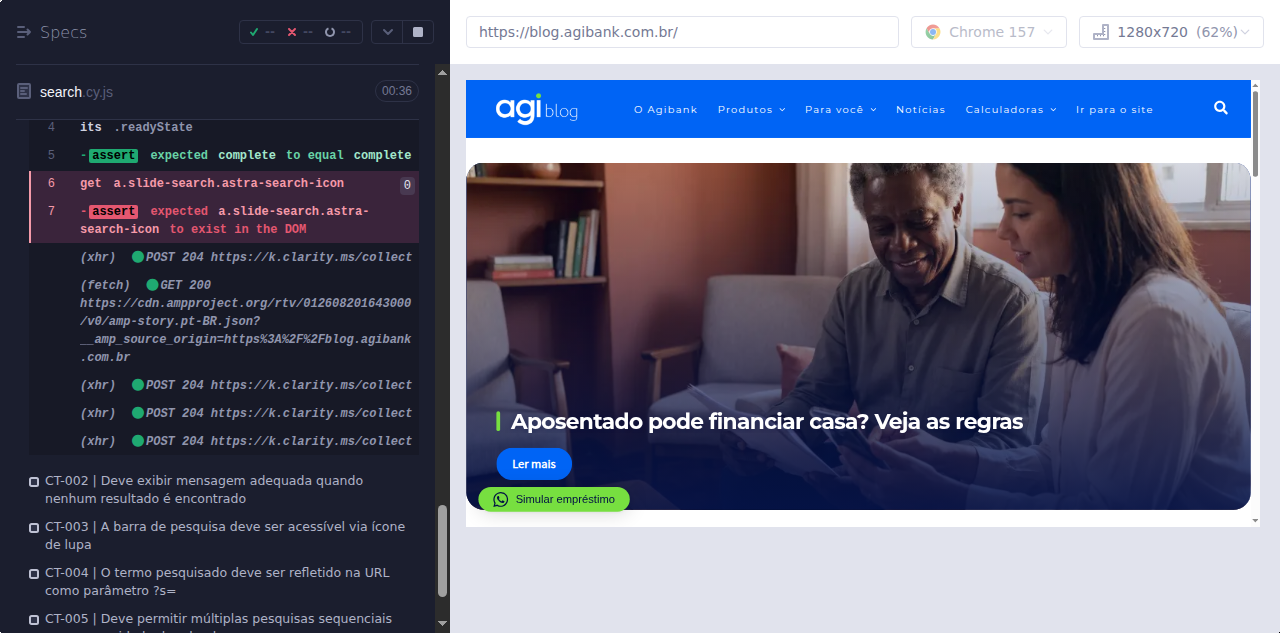 Specs
-- -- --
https://blog.agibank.com.br/
Chrome 157
1280x720 (62%)
search.cy.js
00:36
4 its .readyState
5 -assert expected complete to equal complete
6 get a.slide-search.astra-search-icon 0
7 -assert expected a.slide-search.astra-
search-icon to exist in the DOM
(xhr) POST 204 https://k.clarity.ms/collect
(fetch) GET 200
https://cdn.ampproject.org/rtv/012608201643000
/v0/amp-story.pt-BR.json?
__amp_source_origin=https%3A%2F%2Fblog.agibank
.com.br
(xhr) POST 204 https://k.clarity.ms/collect
(xhr) POST 204 https://k.clarity.ms/collect
(xhr) POST 204 https://k.clarity.ms/collect
CT-002 | Deve exibir mensagem adequada quando
nenhum resultado é encontrado
CT-003 | A barra de pesquisa deve ser acessível via ícone
de lupa
CT-004 | O termo pesquisado deve ser refletido na URL
como parâmetro ?s=
CT-005 | Deve permitir múltiplas pesquisas sequenciais
agi blog
O Agibank Produtos Para você Notícias Calculadoras Ir para o site
Aposentado pode financiar casa? Veja as regras
Ler mais
Simular empréstimo